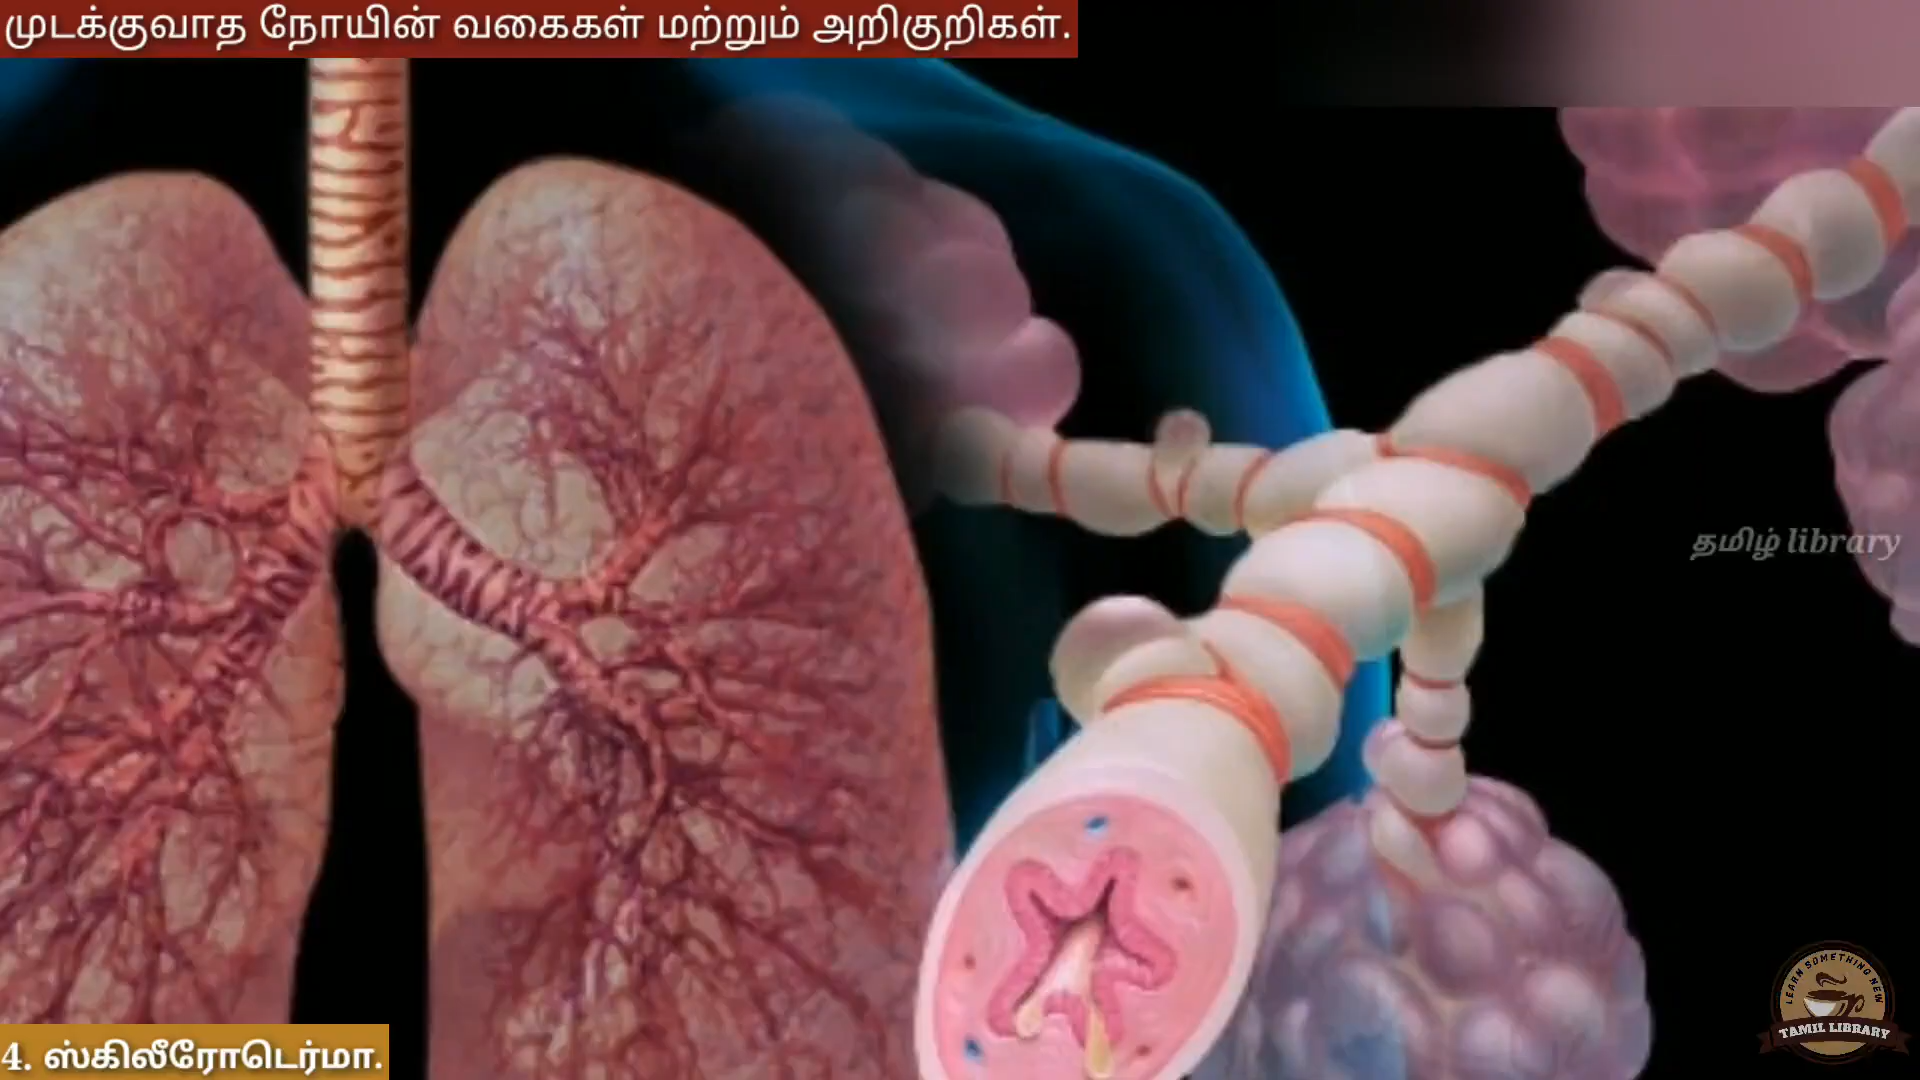 முடக்குவாத நோயின் வகைகள் மற்றும் அறிகுறிகள்.
தமிழ் library
LEARN SOMETHING NEW
TAMIL LIBRARY
4. ஸ்கிலீரோடெர்மா.